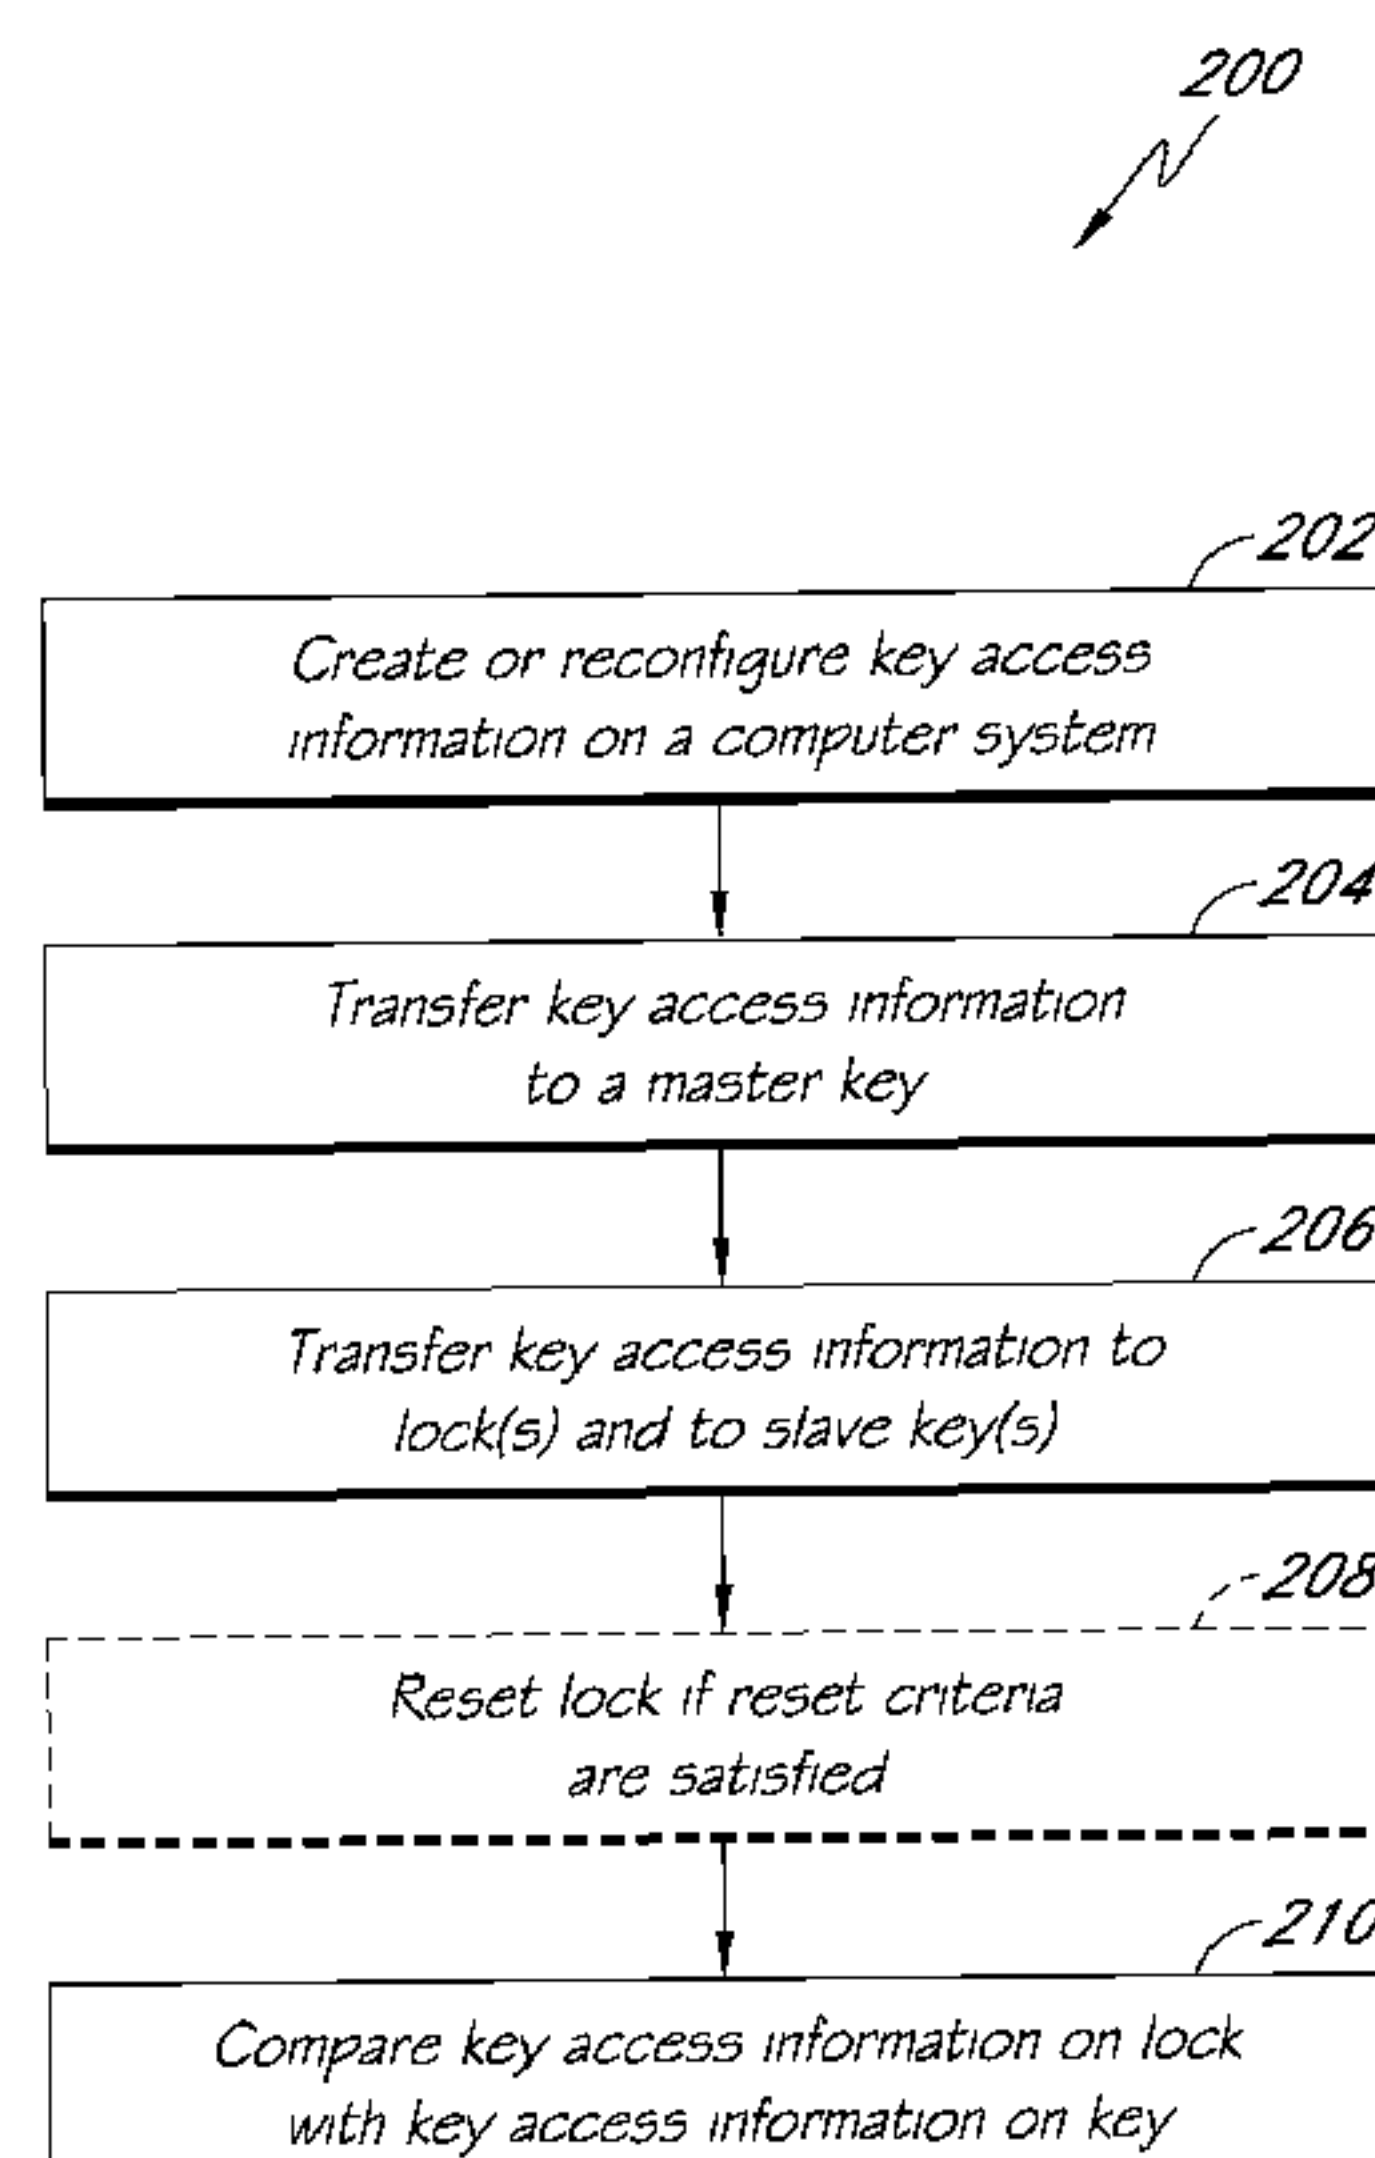 200
202
Create or reconfigure key access
information on a computer system
204
Transfer key access information
to a master key
206
Transfer key access information to
lock(s) and to slave key(s)
208
Reset lock if reset criteria
are satisfied
210
Compare key access information on lock
with key access information on key